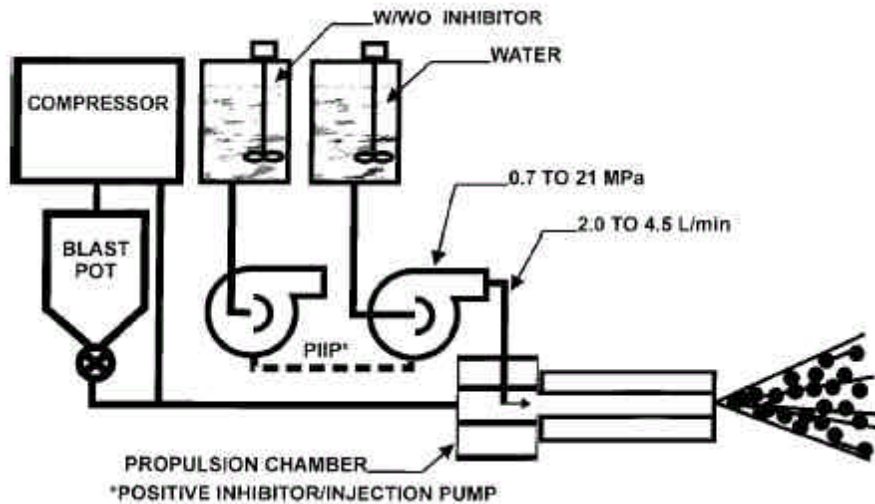 W/WO INHIBITOR
WATER
COMPRESSOR
0.7 TO 21 MPa
2.0 TO 4.5 L/min
BLAST
POT
PIIP*
PROPULSION CHAMBER
*POSITIVE INHIBITOR/INJECTION PUMP